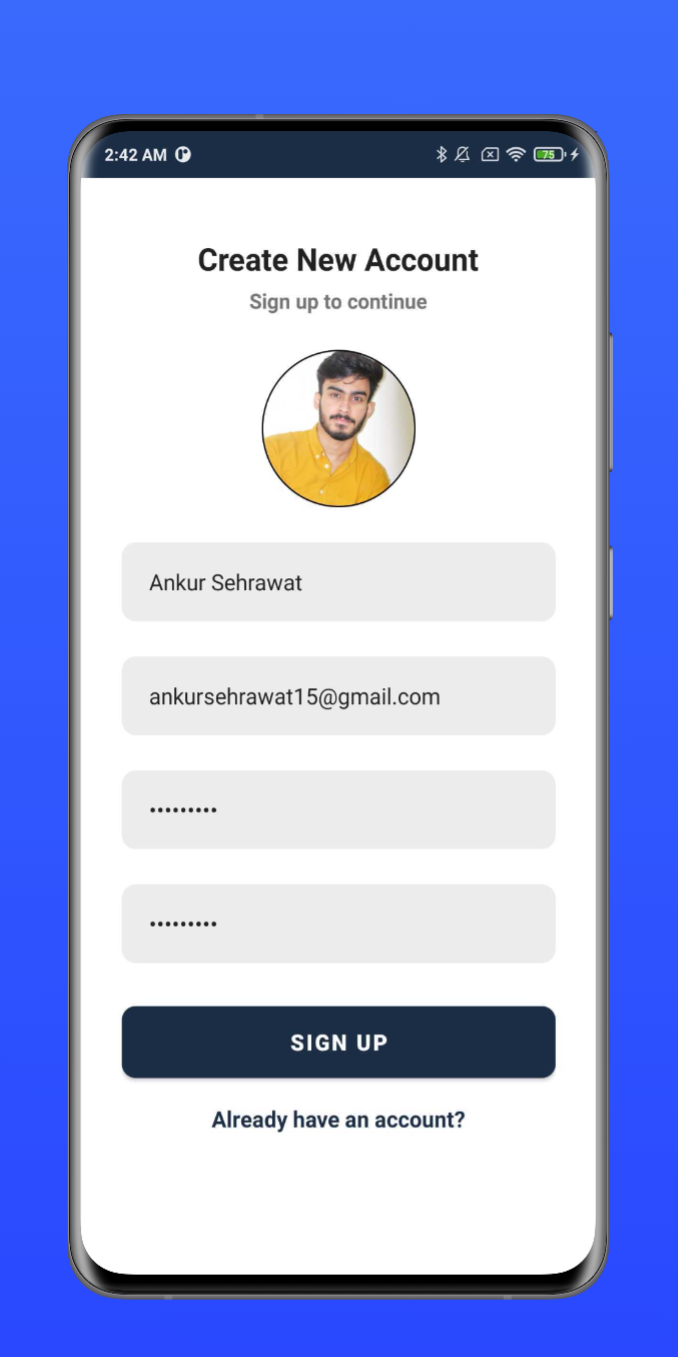 2:42 AM
75
Create New Account
Sign up to continue
Ankur Sehrawat
ankursehrawat15@gmail.com
•••••••••
•••••••••
SIGN UP
Already have an account?